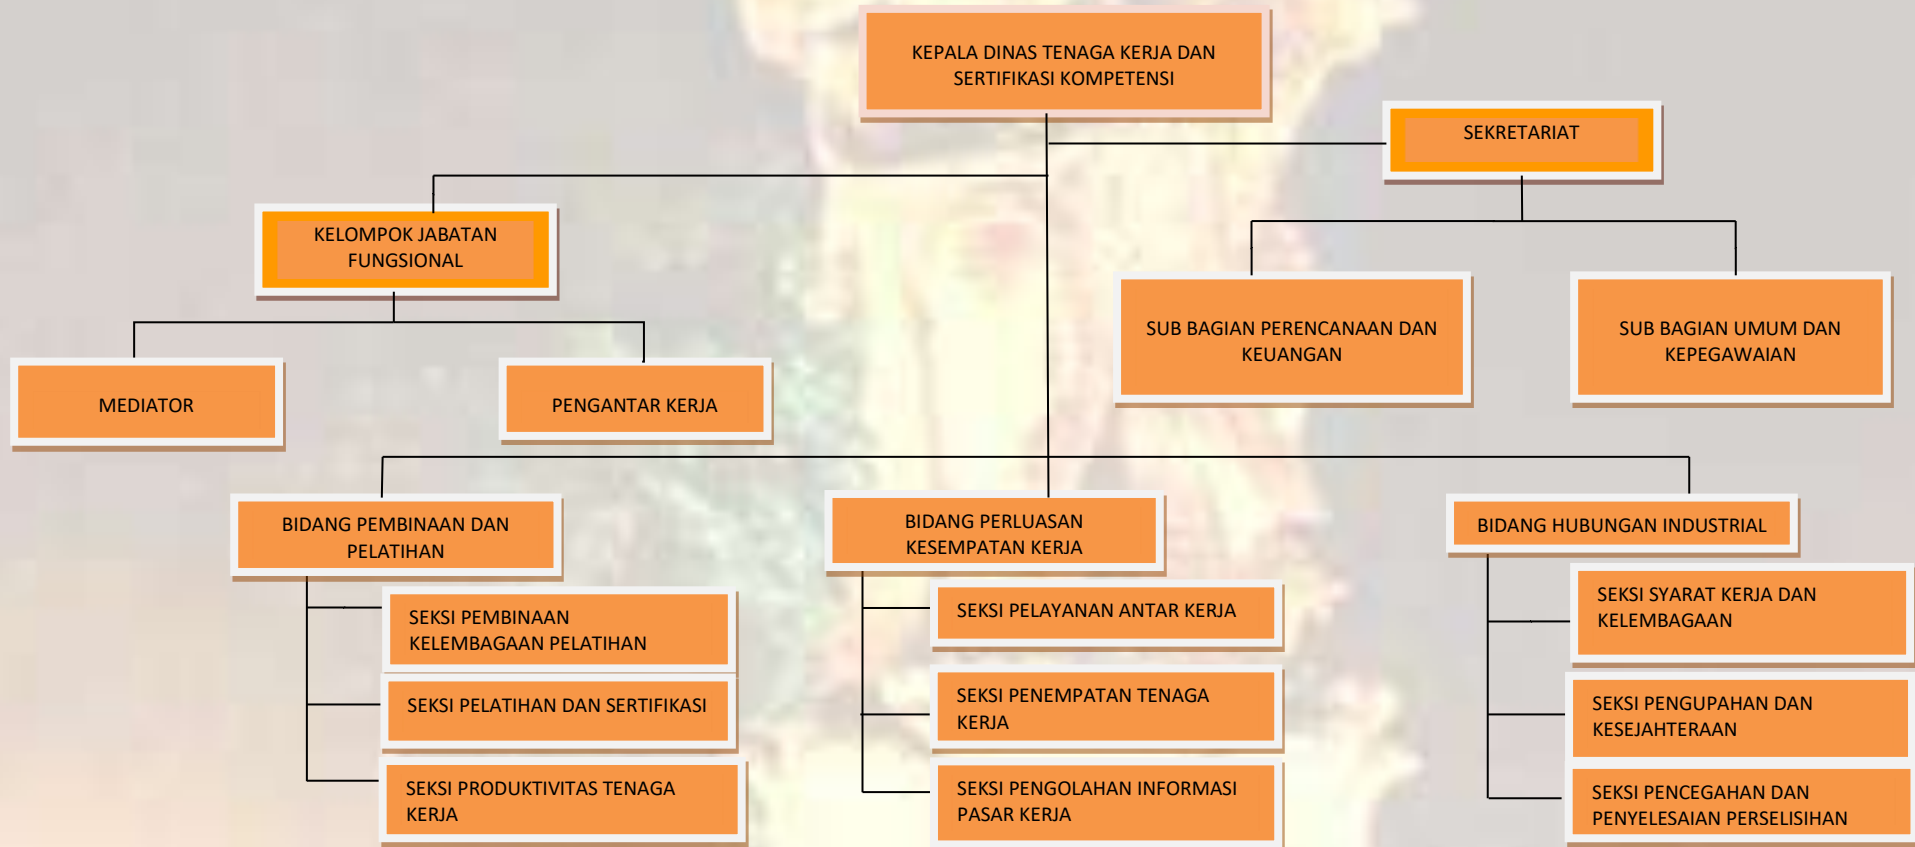 KEPALA DINAS TENAGA KERJA DAN
SERTIFIKASI KOMPETENSI
SEKRETARIAT
KELOMPOK JABATAN
FUNGSIONAL
SUB BAGIAN PERENCANAAN DAN
KEUANGAN
SUB BAGIAN UMUM DAN
KEPEGAWAIAN
MEDIATOR
PENGANTAR KERJA
BIDANG PEMBINAAN DAN
PELATIHAN
SEKSI PEMBINAAN
KELEMBAGAAN PELATIHAN
SEKSI PELATIHAN DAN SERTIFIKASI
SEKSI PRODUKTIVITAS TENAGA
KERJA
BIDANG PERLUASAN
KESEMPATAN KERJA
SEKSI PELAYANAN ANTAR KERJA
SEKSI PENEMPATAN TENAGA
KERJA
SEKSI PENGOLAHAN INFORMASI
PASAR KERJA
BIDANG HUBUNGAN INDUSTRIAL
SEKSI SYARAT KERJA DAN
KELEMBAGAAN
SEKSI PENGUPAHAN DAN
KESEJAHTERAAN
SEKSI PENCEGAHAN DAN
PENYELESAIAN PERSELISIHAN